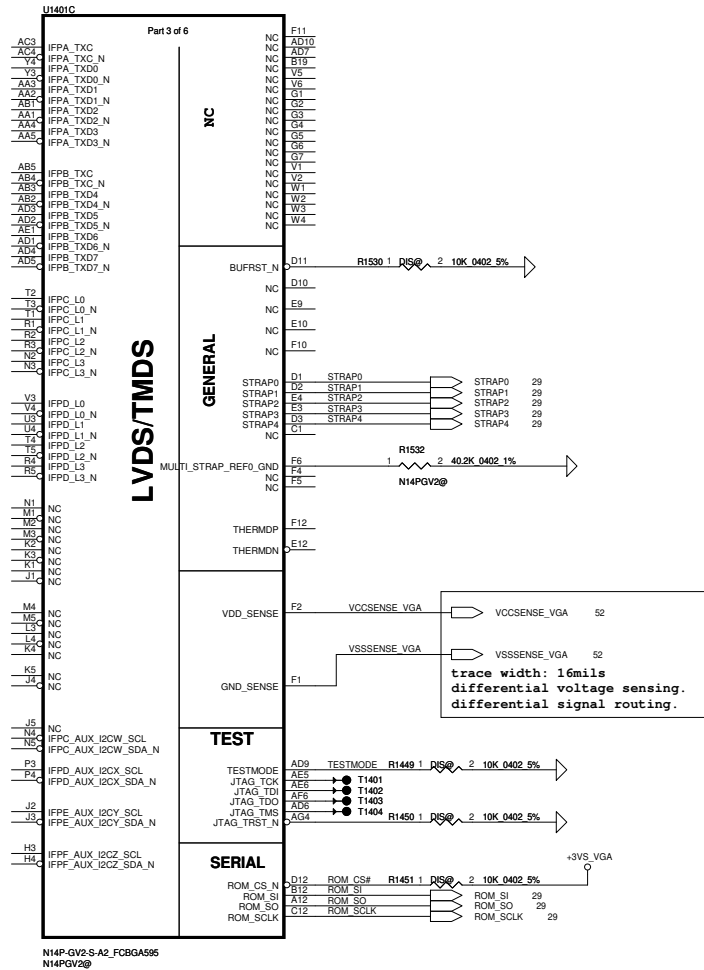 U1401C
Part 3 of 6
AC3 IFPA_TXC
AC4 IFPA_TXC_N
Y4 IFPA_TXD0
Y3 IFPA_TXD0_N
AA3 IFPA_TXD1
AA2 IFPA_TXD1_N
AB1 IFPA_TXD2
AA1 IFPA_TXD2_N
AA4 IFPA_TXD3
AA5 IFPA_TXD3_N
AB5 IFPB_TXC
AB4 IFPB_TXC_N
AB3 IFPB_TXD4
AB2 IFPB_TXD4_N
AD3 IFPB_TXD5
AD2 IFPB_TXD5_N
AE1 IFPB_TXD6
AD1 IFPB_TXD6_N
AD4 IFPB_TXD7
AD5 IFPB_TXD7_N
T2 IFPC_L0
T3 IFPC_L0_N
T1 IFPC_L1
R1 IFPC_L1_N
R2 IFPC_L2
R3 IFPC_L2_N
N2 IFPC_L3
N3 IFPC_L3_N
V3 IFPD_L0
V4 IFPD_L0_N
U3 IFPD_L1
U4 IFPD_L1_N
T4 IFPD_L2
T5 IFPD_L2_N
R4 IFPD_L3
R5 IFPD_L3_N
N1 NC
M1 NC
M2 NC
M3 NC
K2 NC
K3 NC
K1 NC
J1 NC
M4 NC
M5 NC
L3 NC
L4 NC
K4 NC
K5 NC
J4 NC
J5 NC
N4 IFPC_AUX_I2CW_SCL
N5 IFPC_AUX_I2CW_SDA_N
P3 IFPD_AUX_I2CX_SCL
P4 IFPD_AUX_I2CX_SDA_N
J2 IFPE_AUX_I2CY_SCL
J3 IFPE_AUX_I2CY_SDA_N
H3 IFPF_AUX_I2CZ_SCL
H4 IFPF_AUX_I2CZ_SDA_N
LVDS/TMDS
NC
NC F11
NC AD10
NC AD7
NC B19
NC V5
NC V6
NC G1
NC G2
NC G3
NC G4
NC G5
NC G6
NC G7
NC V1
NC V2
NC W1
NC W2
NC W3
NC W4
GENERAL
BUFRST_N D11 R1530 1 DIS@ 2 10K_0402_5%
NC D10
NC E9
NC E10
NC F10
STRAP0 D1 STRAP0 STRAP0 29
STRAP1 D2 STRAP1 STRAP1 29
STRAP2 E4 STRAP2 STRAP2 29
STRAP3 E3 STRAP3 STRAP3 29
STRAP4 D3 STRAP4 STRAP4 29
NC C1
R1532
MULTI_STRAP_REF0_GND F6 1 2 40.2K_0402_1%
NC F4
NC F5
N14PGV2@
THERMDP F12
THERMDN E12
VDD_SENSE F2 VCCSENSE_VGA VCCSENSE_VGA 52
GND_SENSE F1 VSSSENSE_VGA VSSSENSE_VGA 52
trace width: 16mils
differential voltage sensing.
differential signal routing.
TEST
TESTMODE AD9 TESTMODE R1449 1 DIS@ 2 10K_0402_5%
JTAG_TCK AE5 T1401
JTAG_TDI AE6 T1402
JTAG_TDO AF6 T1403
JTAG_TMS AD6 T1404
JTAG_TRST_N AG4 R1450 1 DIS@ 2 10K_0402_5%
SERIAL
+3VS_VGA
ROM_CS_N D12 ROM_CS# R1451 1 DIS@ 2 10K_0402_5%
ROM_SI B12 ROM_SI ROM_SI 29
ROM_SO A12 ROM_SO ROM_SO 29
ROM_SCLK C12 ROM_SCLK ROM_SCLK 29
N14P-GV2-S-A2_FCBGA595
N14PGV2@